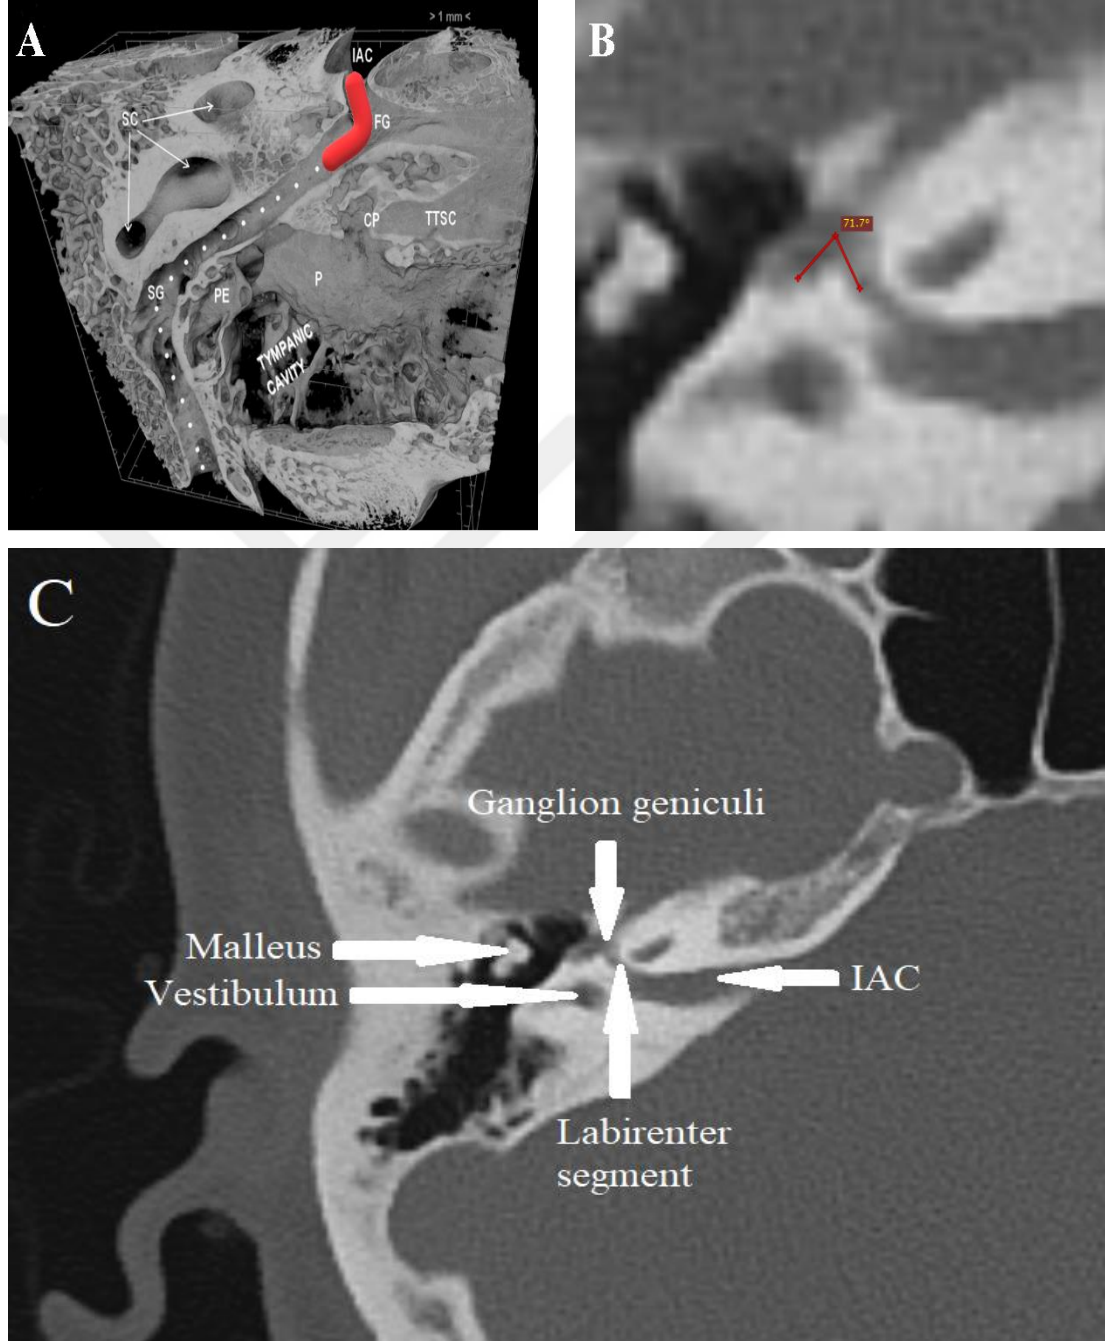 A
> 1 mm <
IAC
SC
FG
CP
TTSC
SG
PE
P
TYMPANIC
CAVITY
B
71.7°
C
Ganglion geniculi
Malleus
Vestibulum
IAC
Labirenter
segment